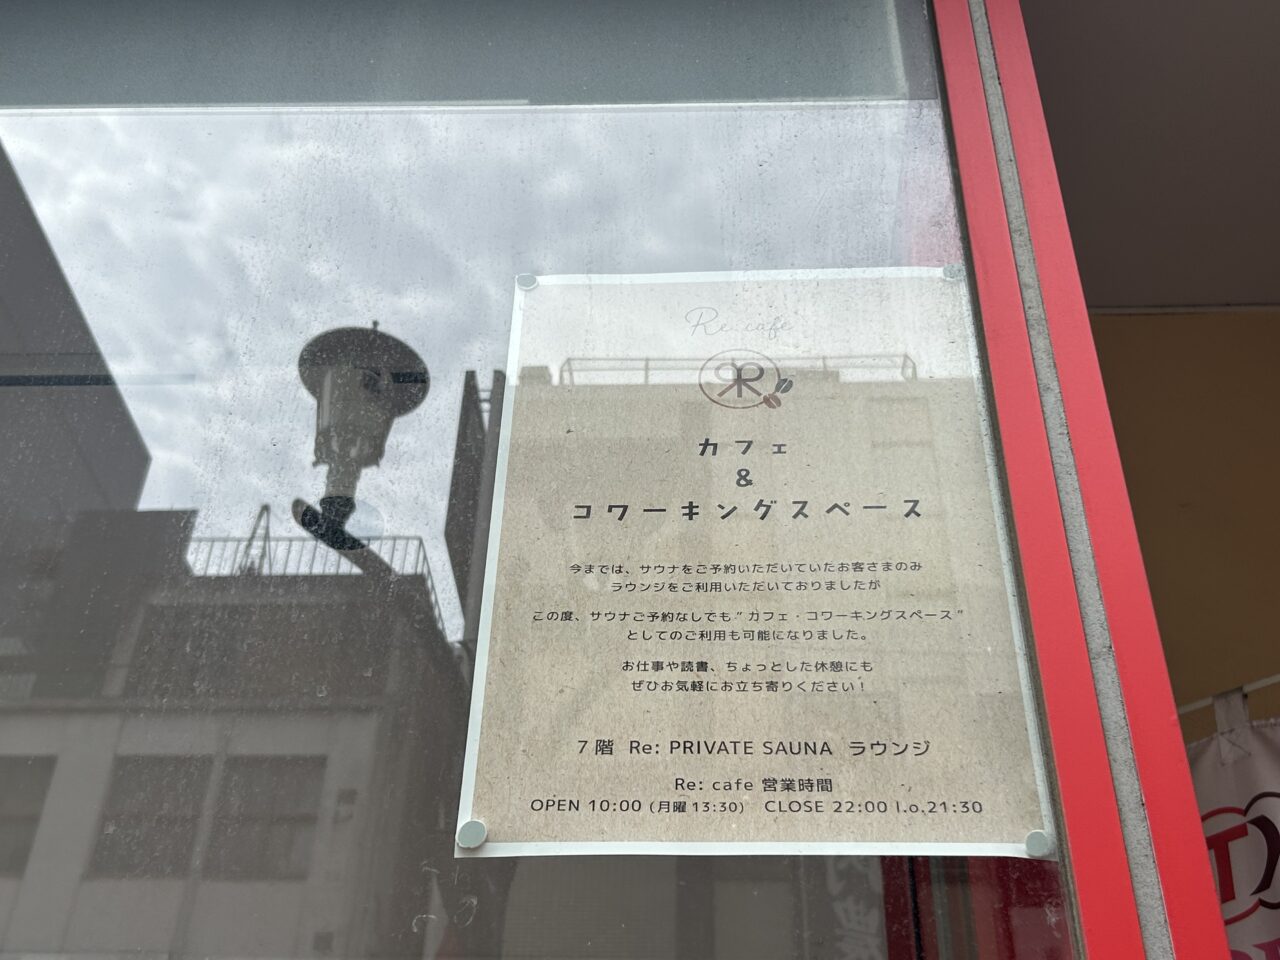 Re: cafe
カフェ
&
コワーキングスペース
今までは、サウナをご予約いただいていたお客さまのみ
ラウンジをご利用いただいておりましたが
この度、サウナご予約なしでも"カフェ・コワーキングスペース"
としてのご利用も可能になりました。
お仕事や読書、ちょっとした休憩にも
ぜひお気軽にお立ち寄りください！
7階 Re: PRIVATE SAUNA ラウンジ
Re: cafe 営業時間
OPEN 10:00 (月曜13:30) CLOSE 22:00 l.o.21:30